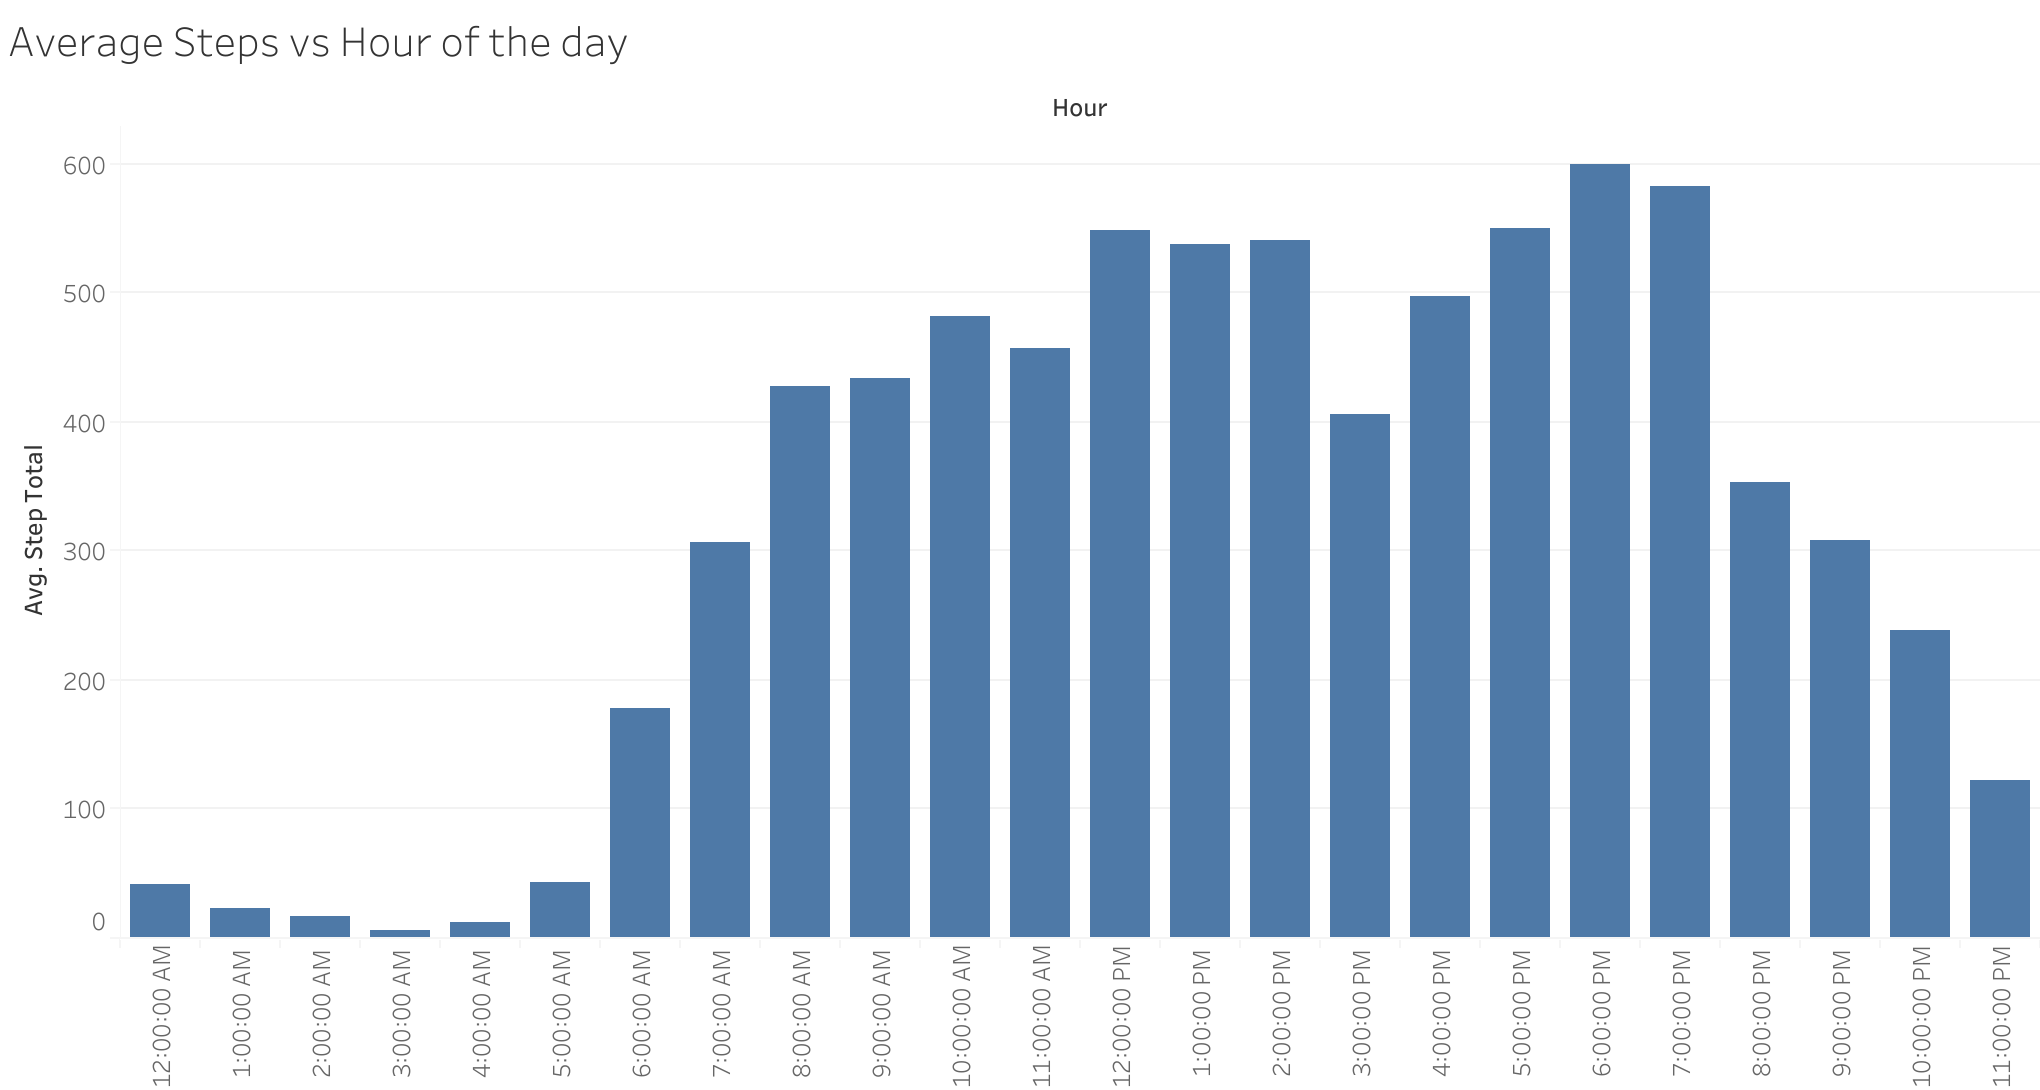 Average Steps vs Hour of the day
Hour
Avg. Step Total
600
500
400
300
200
100
0
12:00:00 AM
1:00:00 AM
2:00:00 AM
3:00:00 AM
4:00:00 AM
5:00:00 AM
6:00:00 AM
7:00:00 AM
8:00:00 AM
9:00:00 AM
10:00:00 AM
11:00:00 AM
12:00:00 PM
1:00:00 PM
2:00:00 PM
3:00:00 PM
4:00:00 PM
5:00:00 PM
6:00:00 PM
7:00:00 PM
8:00:00 PM
9:00:00 PM
10:00:00 PM
11:00:00 PM